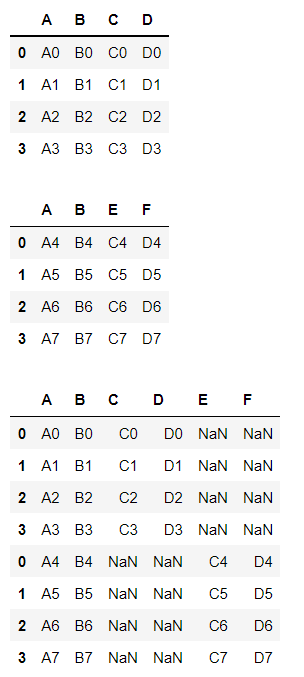 A B C D
0 A0 B0 C0 D0
1 A1 B1 C1 D1
2 A2 B2 C2 D2
3 A3 B3 C3 D3
A B E F
0 A4 B4 C4 D4
1 A5 B5 C5 D5
2 A6 B6 C6 D6
3 A7 B7 C7 D7
A B C D E F
0 A0 B0 C0 D0 NaN NaN
1 A1 B1 C1 D1 NaN NaN
2 A2 B2 C2 D2 NaN NaN
3 A3 B3 C3 D3 NaN NaN
0 A4 B4 NaN NaN C4 D4
1 A5 B5 NaN NaN C5 D5
2 A6 B6 NaN NaN C6 D6
3 A7 B7 NaN NaN C7 D7